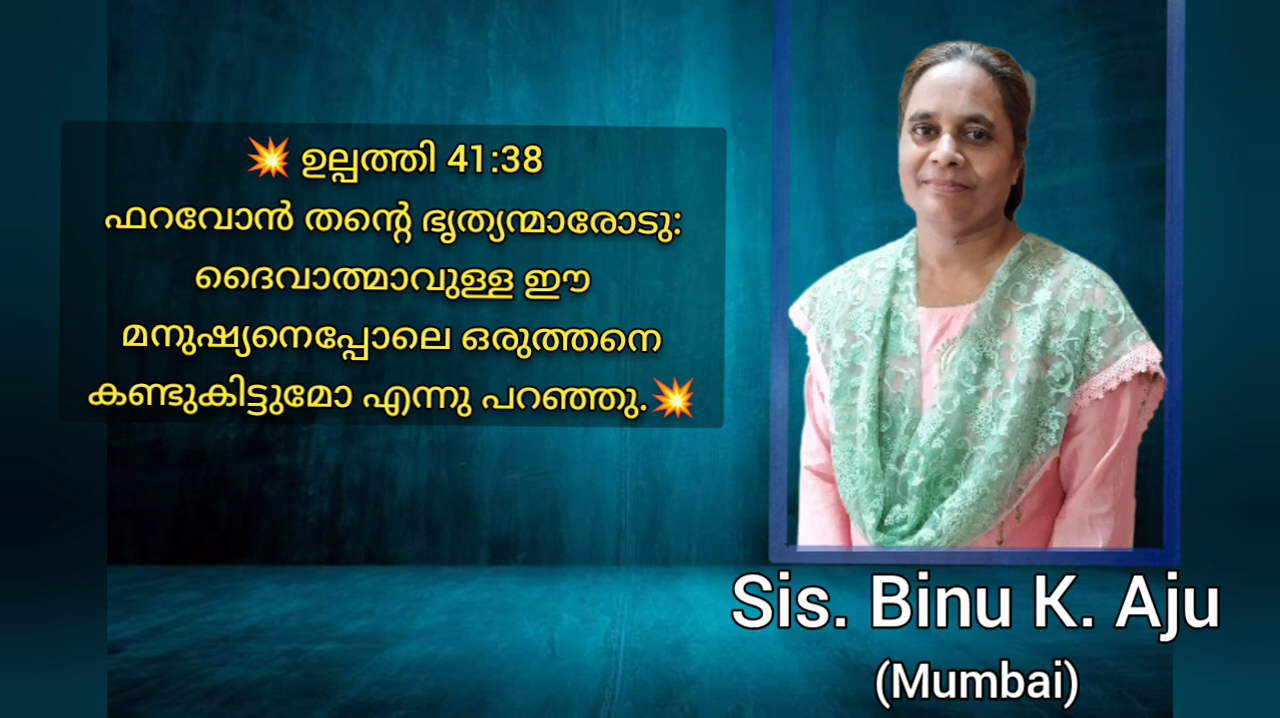 💥 ഉല്പത്തി 41:38
ഫറവോൻ തന്റെ ഭൃത്യന്മാരോടു:
ദൈവാത്മാവുള്ള ഈ
മനുഷ്യനെപ്പോലെ ഒരുത്തനെ
കണ്ടുകിട്ടുമോ എന്നു പറഞ്ഞു.💥
Sis. Binu K. Aju
(Mumbai)